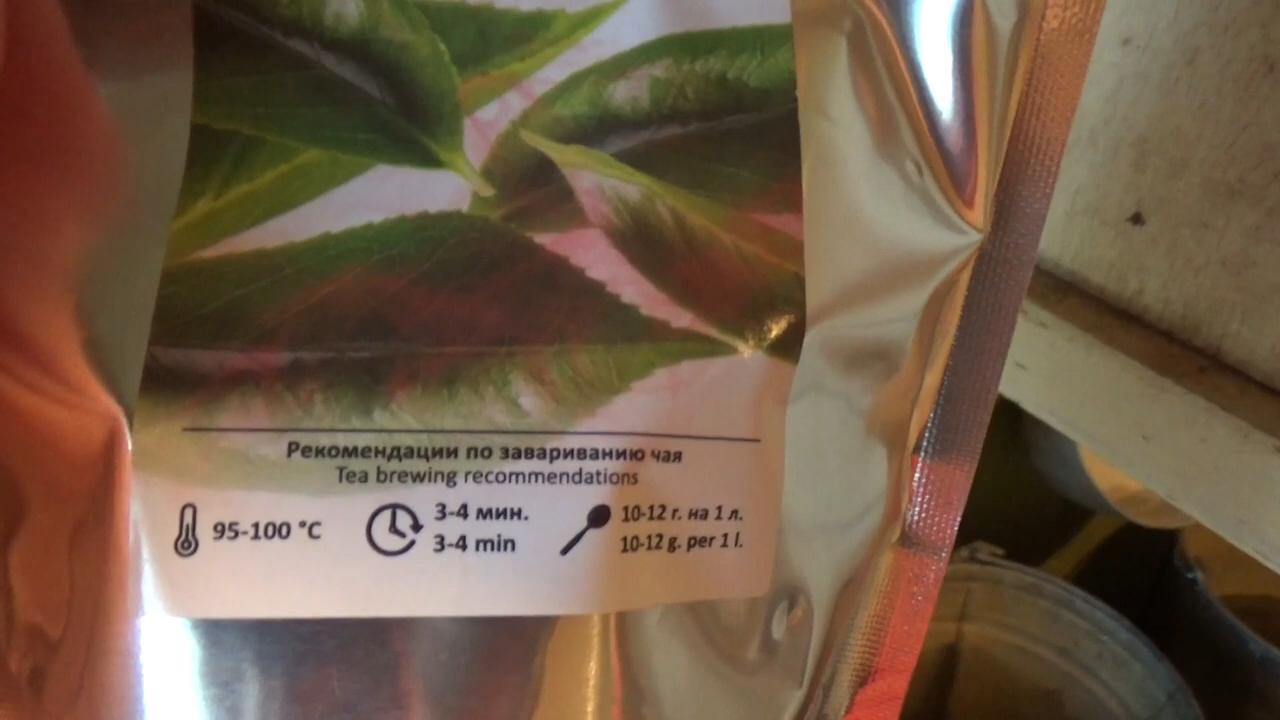 Рекомендации по завариванию чая
Tea brewing recommendations
95-100 °C
3-4 мин.
3-4 min
10-12 г. на 1 л.
10-12 g. per 1 l.